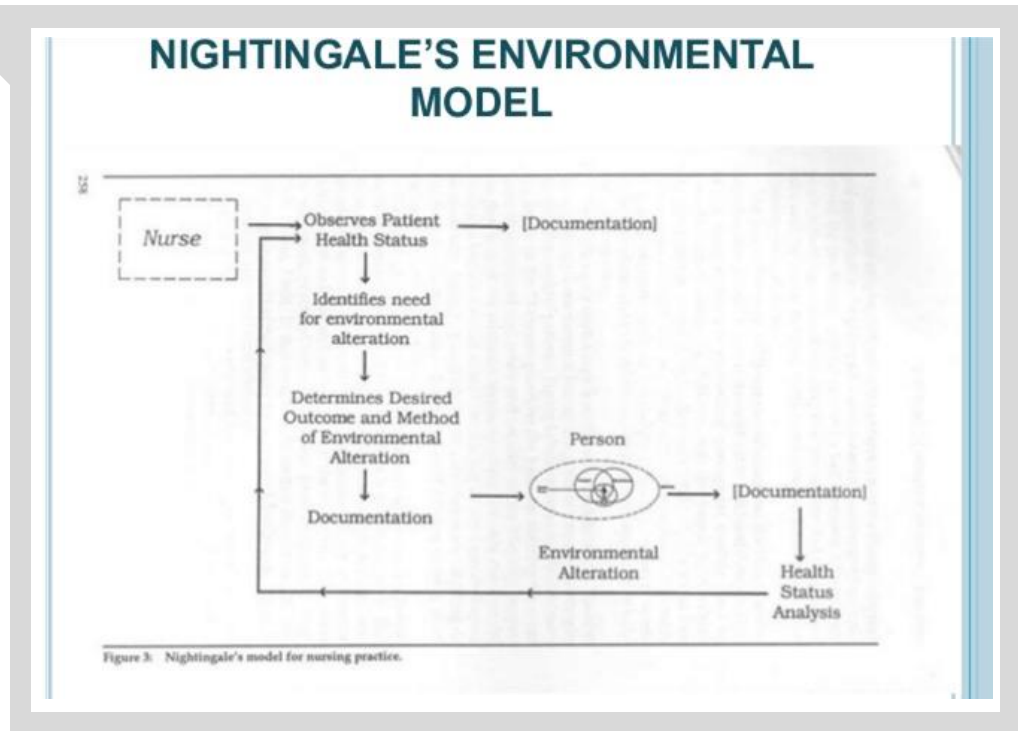 NIGHTINGALE'S ENVIRONMENTAL
MODEL
258
Nurse
Observes Patient
Health Status
[Documentation]
Identifies need
for environmental
alteration
Determines Desired
Outcome and Method
of Environmental
Alteration
Documentation
Person
Environmental
Alteration
[Documentation]
Health
Status
Analysis
Figure 3: Nightingale's model for nursing practice.